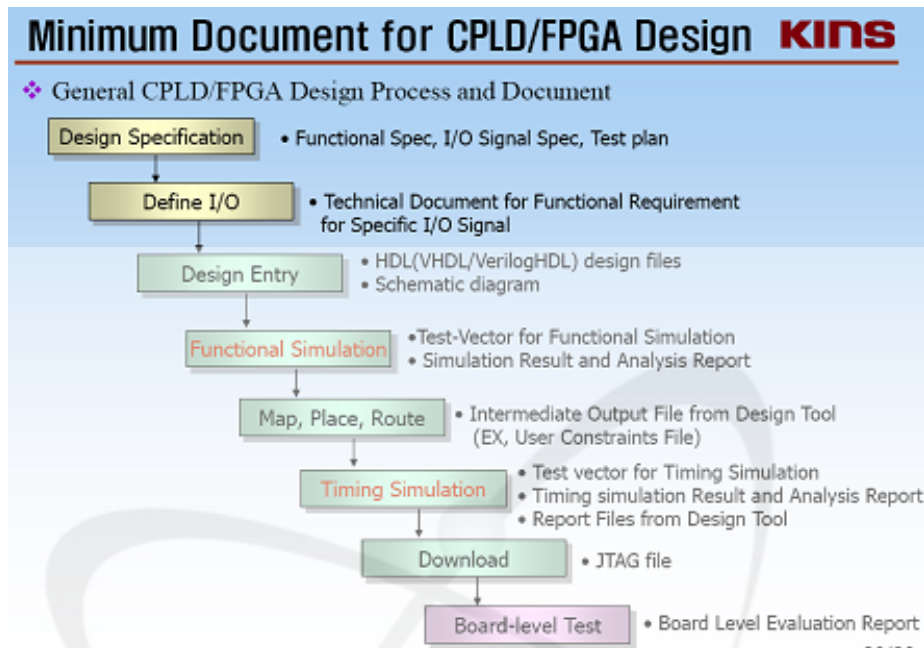 Minimum Document for CPLD/FPGA Design KINS
❖ General CPLD/FPGA Design Process and Document
Design Specification • Functional Spec, I/O Signal Spec, Test plan
Define I/O • Technical Document for Functional Requirement
for Specific I/O Signal
Design Entry • HDL(VHDL/VerilogHDL) design files
• Schematic diagram
Functional Simulation •Test-Vector for Functional Simulation
• Simulation Result and Analysis Report
Map, Place, Route • Intermediate Output File from Design Tool
(EX, User Constraints File)
Timing Simulation • Test vector for Timing Simulation
• Timing simulation Result and Analysis Report
• Report Files from Design Tool
Download • JTAG file
Board-level Test • Board Level Evaluation Report